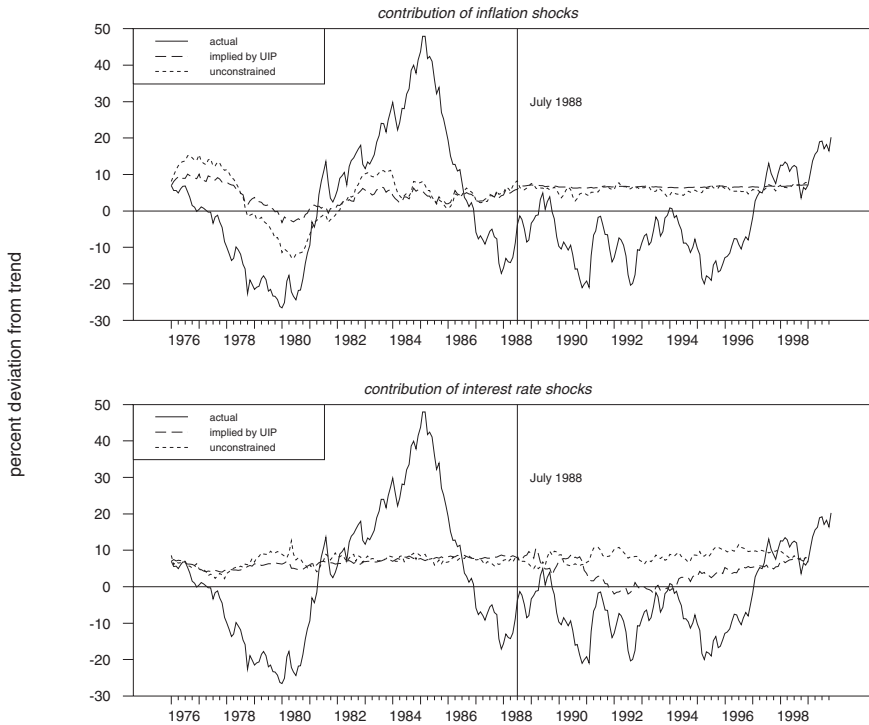 contribution of inflation shocks
50
40
30
20
10
0
-10
-20
-30
actual
implied by UIP
unconstrained
July 1988
1976 1978 1980 1982 1984 1986 1988 1990 1992 1994 1996 1998
percent deviation from trend
contribution of interest rate shocks
50
40
30
20
10
0
-10
-20
-30
actual
implied by UIP
unconstrained
July 1988
1976 1978 1980 1982 1984 1986 1988 1990 1992 1994 1996 1998